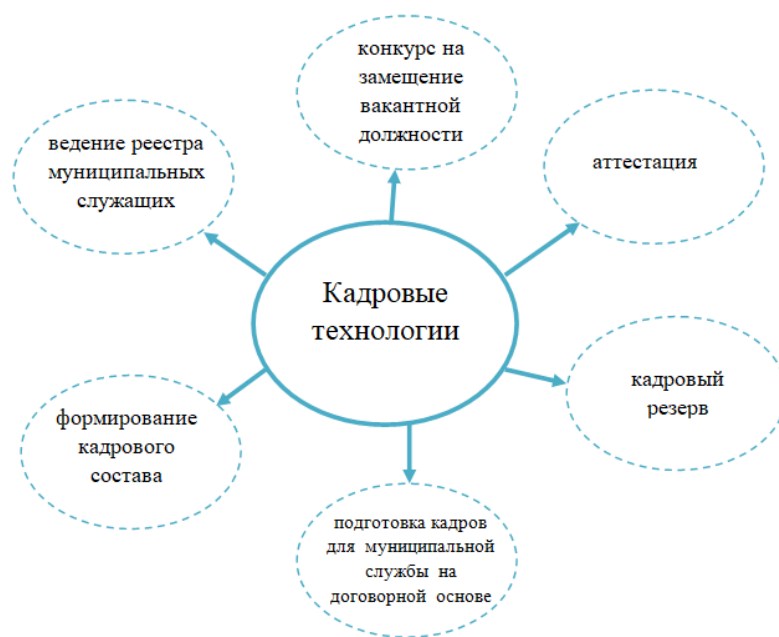 конкурс на
замещение
вакантной
должности
ведение реестра
муниципальных
служащих
аттестация
Кадровые
технологии
кадровый
резерв
формирование
кадрового
состава
подготовка кадров
для муниципальной
службы на
договорной основе